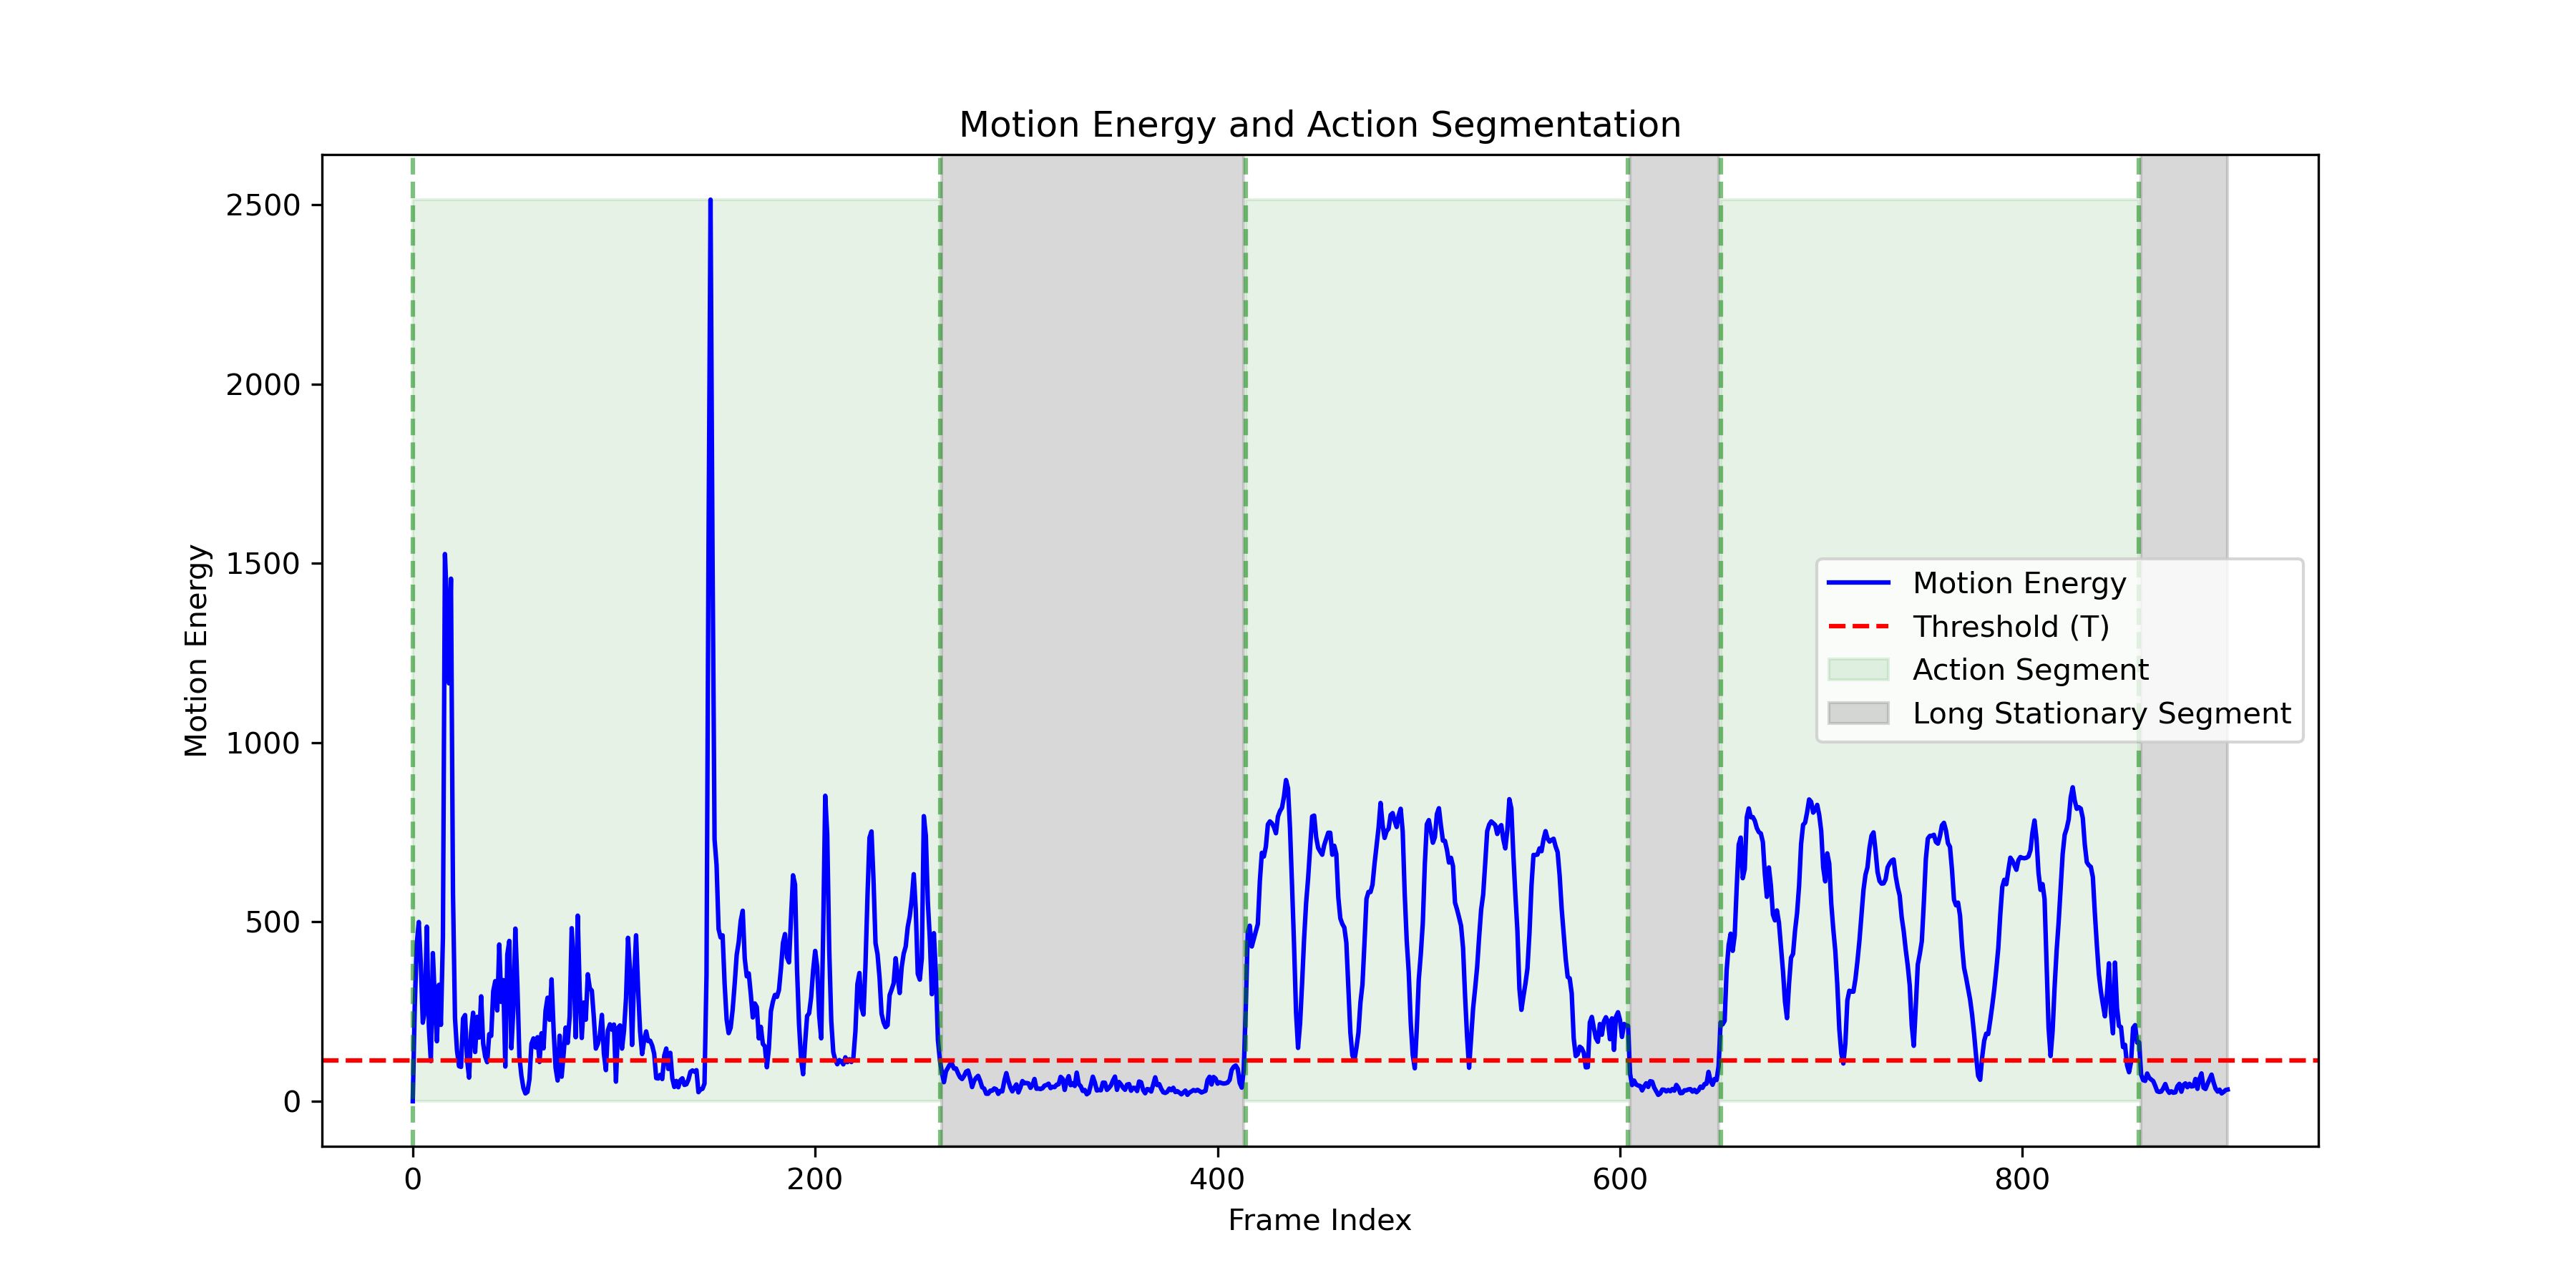 Motion Energy and Action Segmentation
Motion Energy
2500
2000
1500
1000
500
0
Motion Energy
Threshold (T)
Action Segment
Long Stationary Segment
0 200 400 600 800
Frame Index